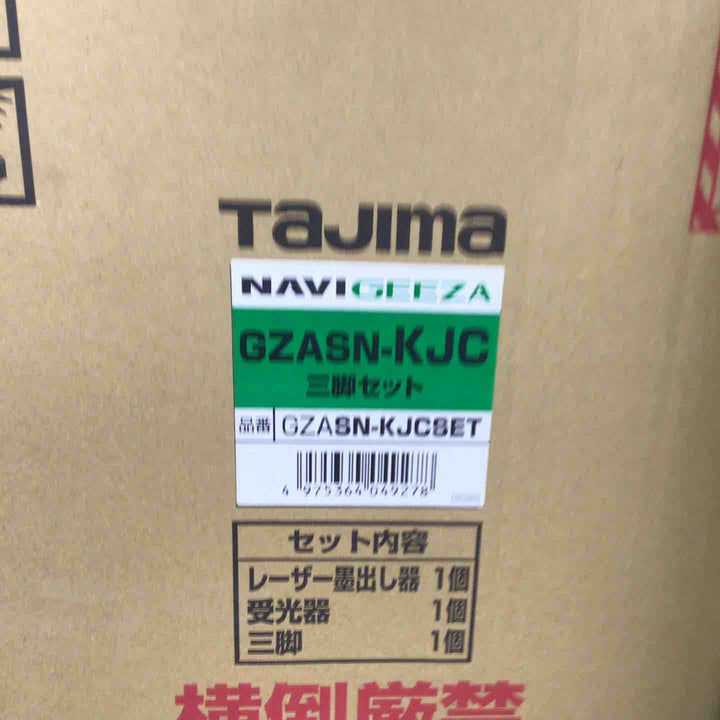 Tajima
NAVIGEEZA
GZASN-KJC
三脚セット
品番 GZASN-KJCSET
4 975364 049278
セット内容
レーザー墨出し器 1個
受光器 1個
三脚 1個
横倒厳禁